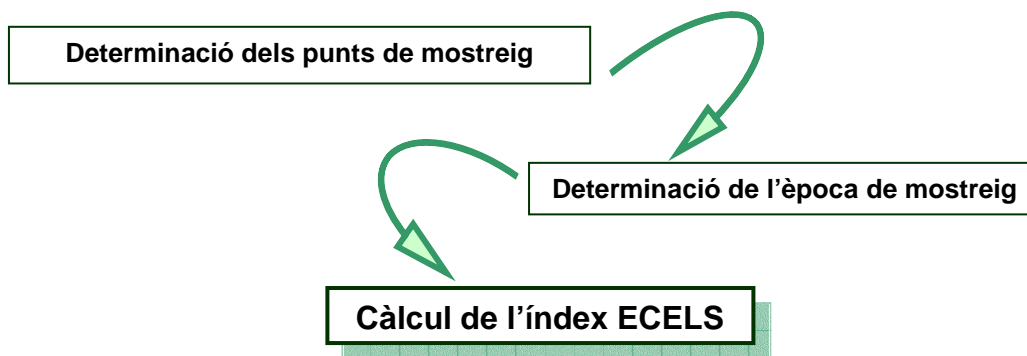 Determinació dels punts de mostreig
Determinació de l’època de mostreig
Càlcul de l’índex ECELS